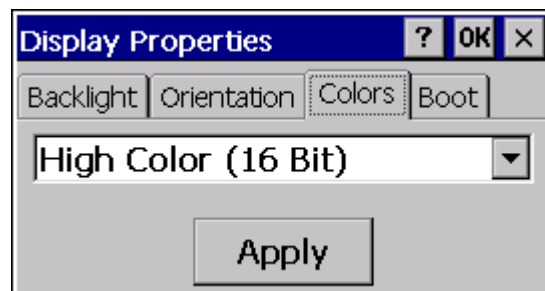 Display Properties ? OK ×
Backlight Orientation Colors Boot
High Color (16 Bit)
Apply